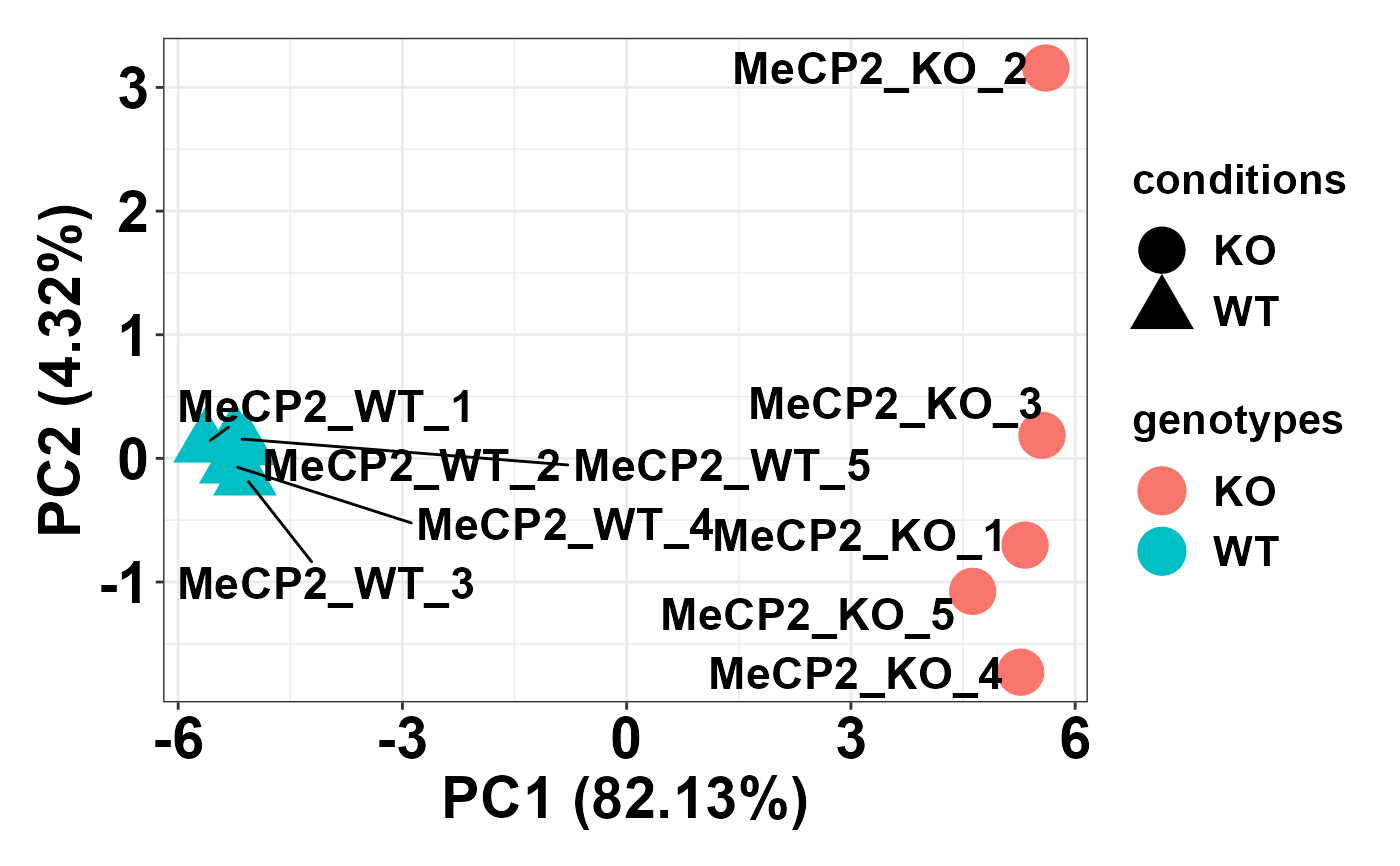 MeCP2_KO_2
3
2
1
0
-1
PC2 (4.32%)
MeCP2_WT_1
MeCP2_KO_3
MeCP2_WT_2
MeCP2_WT_5
MeCP2_WT_4
MeCP2_KO_1
MeCP2_WT_3
MeCP2_KO_5
MeCP2_KO_4
-6
-3
0
3
6
PC1 (82.13%)
conditions
KO
WT
genotypes
KO
WT